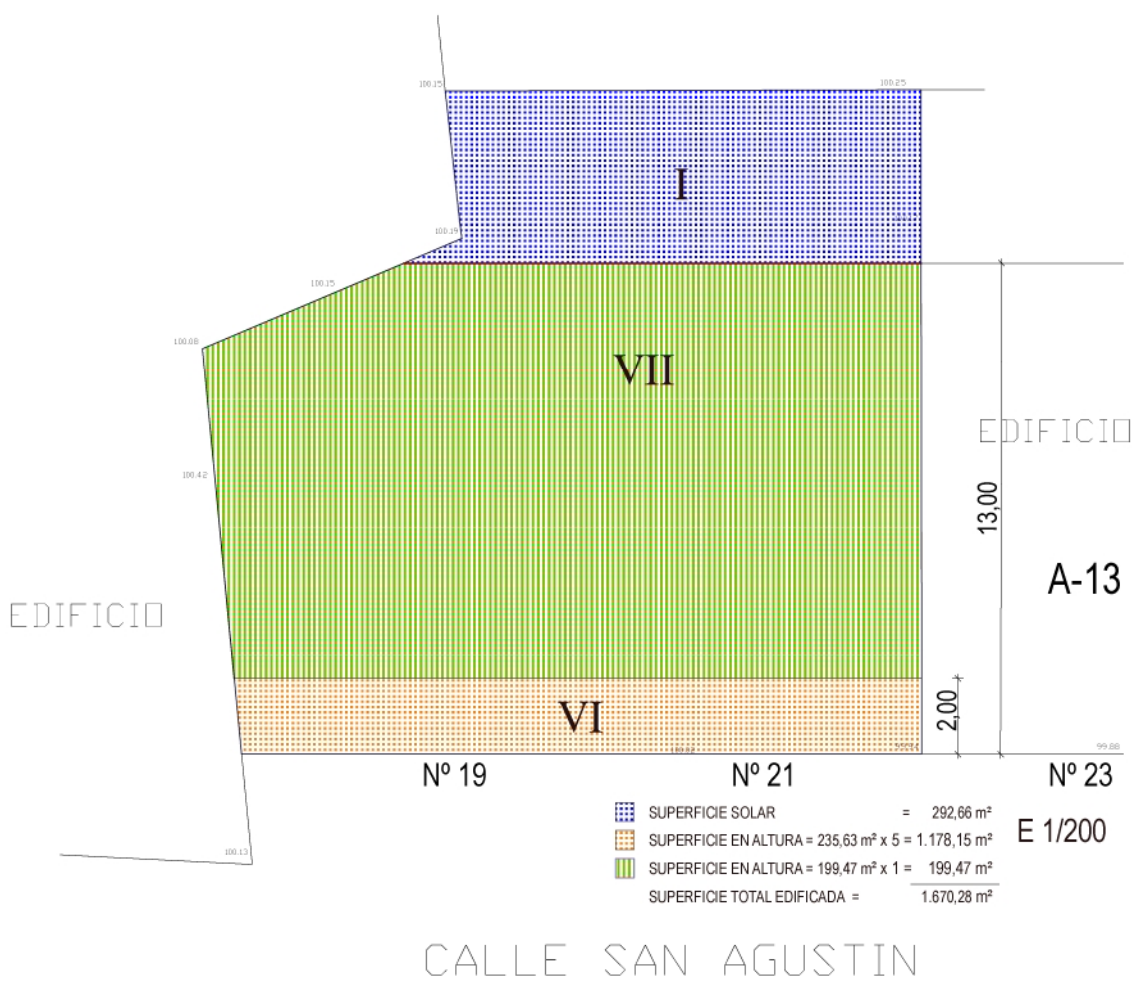 100.15
100.25
I
100.19
100.15
100.08
VII
EDIFICIO
100.42
13,00
A-13
EDIFICIO
VI
2,00
100.02
99.88
Nº 19
Nº 21
Nº 23
SUPERFICIE SOLAR = 292,66 m²
SUPERFICIE EN ALTURA = 235,63 m² x 5 = 1.178,15 m²
E 1/200
SUPERFICIE EN ALTURA = 199,47 m² x 1 = 199,47 m²
100.13
SUPERFICIE TOTAL EDIFICADA = 1.670,28 m²
CALLE SAN AGUSTIN